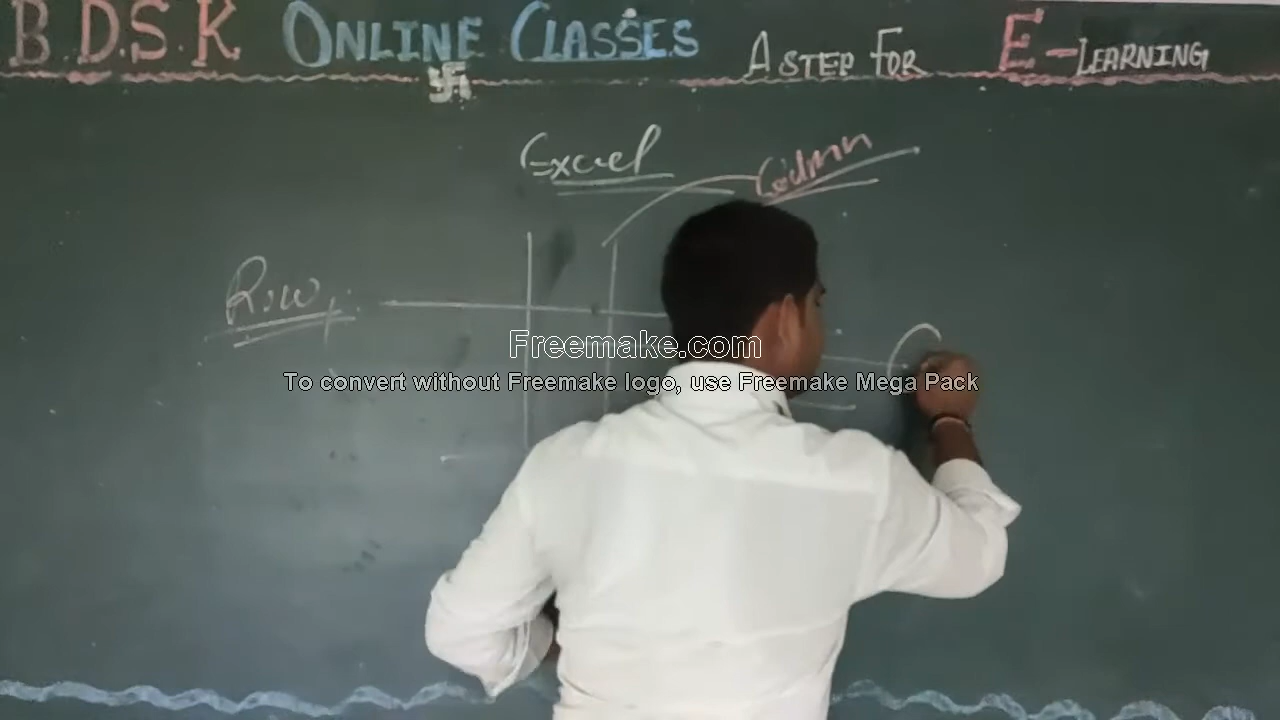 B.D.S.K ONLINE CLASSES A STEP FOR E-LEARNING
Excel
Column
Row
Freemake.com
To convert without Freemake logo, use Freemake Mega Pack